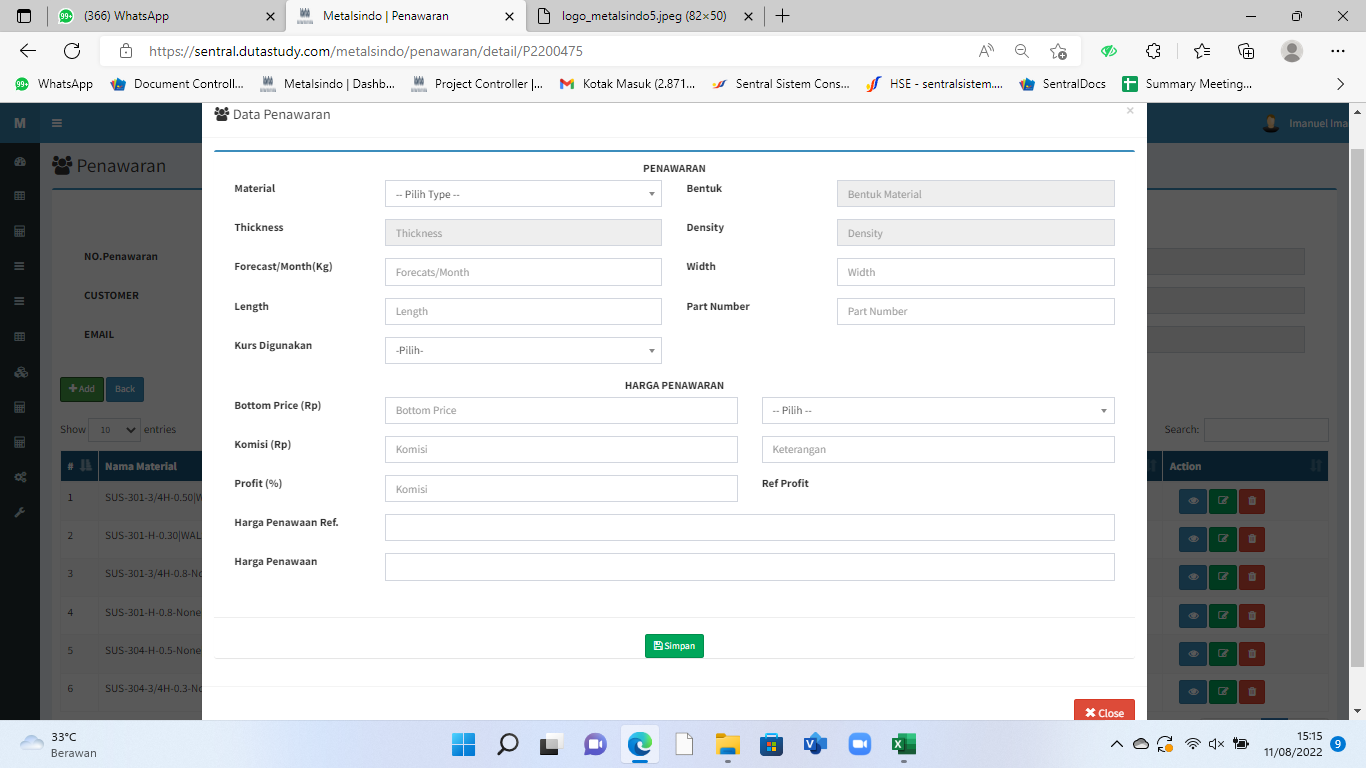 (366) WhatsApp
Metalsindo | Penawaran
logo_metalsindo5.jpeg (82×50)
https://sentral.dutastudy.com/metalsindo/penawaran/detail/P2200475
WhatsApp
Document Controll...
Metalsindo | Dashb...
Project Controller |...
Kotak Masuk (2.871...
Sentral Sistem Cons...
HSE - sentralsistem....
SentralDocs
Summary Meeting...
M
Imanuel Ima
Penawaran
NO.Penawaran
CUSTOMER
EMAIL
Add
Back
Show 10 entries
Search:
# Nama Material
Action
1 SUS-301-3/4H-0.50|W
2 SUS-301-H-0.30|WAL
3 SUS-301-3/4H-0.8-No
4 SUS-301-H-0.8-None
5 SUS-304-H-0.5-None
6 SUS-304-3/4H-0.3-No
Data Penawaran
×
PENAWARAN
Material -- Pilih Type --
Bentuk Bentuk Material
Thickness Thickness
Density Density
Forecast/Month(Kg) Forecats/Month
Width Width
Length Length
Part Number Part Number
Kurs Digunakan -Pilih-
HARGA PENAWARAN
Bottom Price (Rp) Bottom Price
-- Pilih --
Komisi (Rp) Komisi
Keterangan
Profit (%) Komisi
Ref Profit
Harga Penawaan Ref.
Harga Penawaan
Simpan
Close
33°C
Berawan
15:15
11/08/2022
9